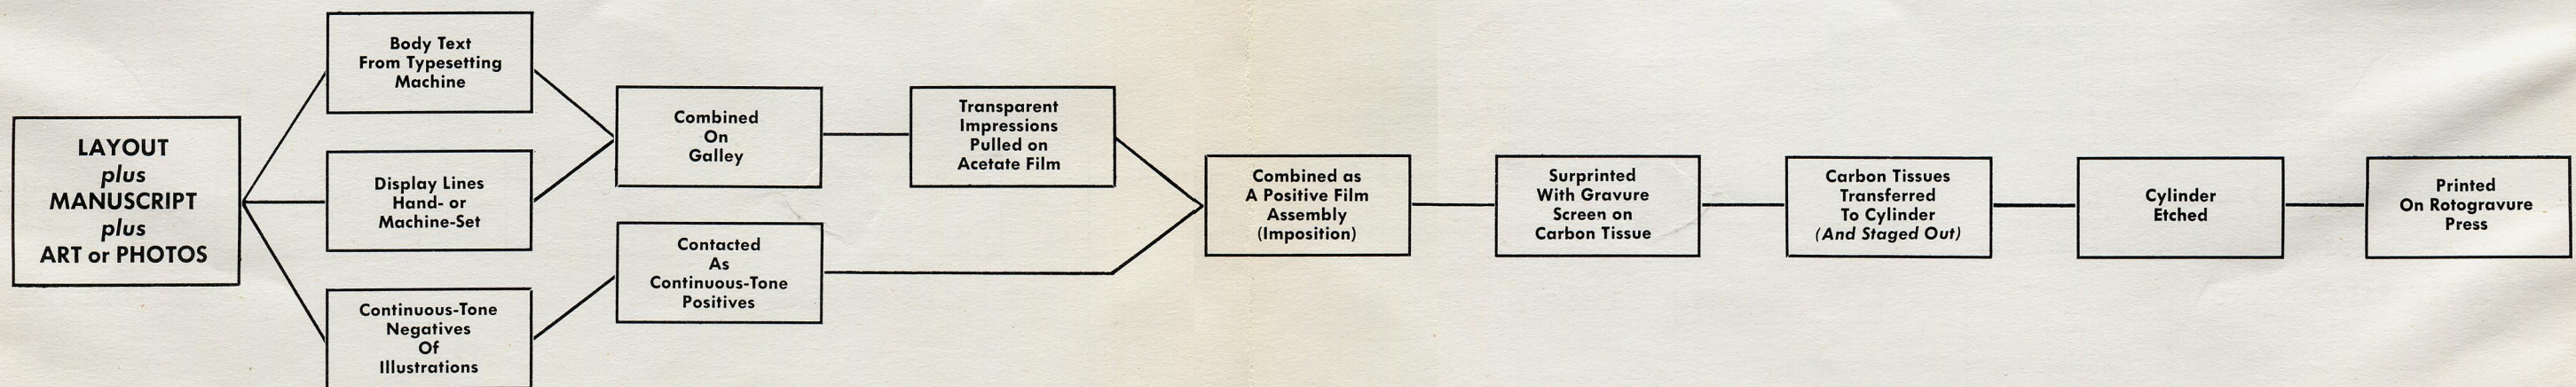 LAYOUT
plus
MANUSCRIPT
plus
ART or PHOTOS
Body Text
From Typesetting
Machine
Display Lines
Hand- or
Machine-Set
Continuous-Tone
Negatives
Of
Illustrations
Combined
On
Galley
Contacted
As
Continuous-Tone
Positives
Transparent
Impressions
Pulled on
Acetate Film
Combined as
A Positive Film
Assembly
(Imposition)
Surprinted
With Gravure
Screen on
Carbon Tissue
Carbon Tissues
Transferred
To Cylinder
(And Staged Out)
Cylinder
Etched
Printed
On Rotogravure
Press